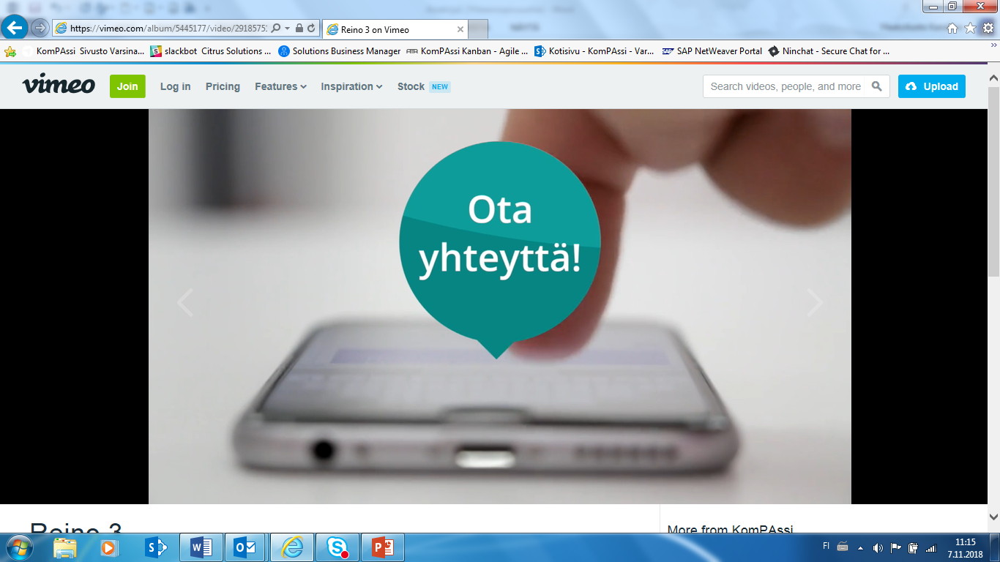 https://vimeo.com/album/5445177/video/2918575
Reino 3 on Vimeo
KomPAssi Sivusto Varsina...
slackbot Citrus Solutions ...
Solutions Business Manager
KomPAssi Kanban - Agile ...
Kotisivu - KomPAssi - Var...
SAP NetWeaver Portal
Ninchat - Secure Chat for ...
vimeo
Join
Log in
Pricing
Features
Inspiration
Stock NEW
Search videos, people, and more
Upload
Ota
yhteyttä!
Reino 3
More from KomPAssi
FI
11:15
7.11.2018